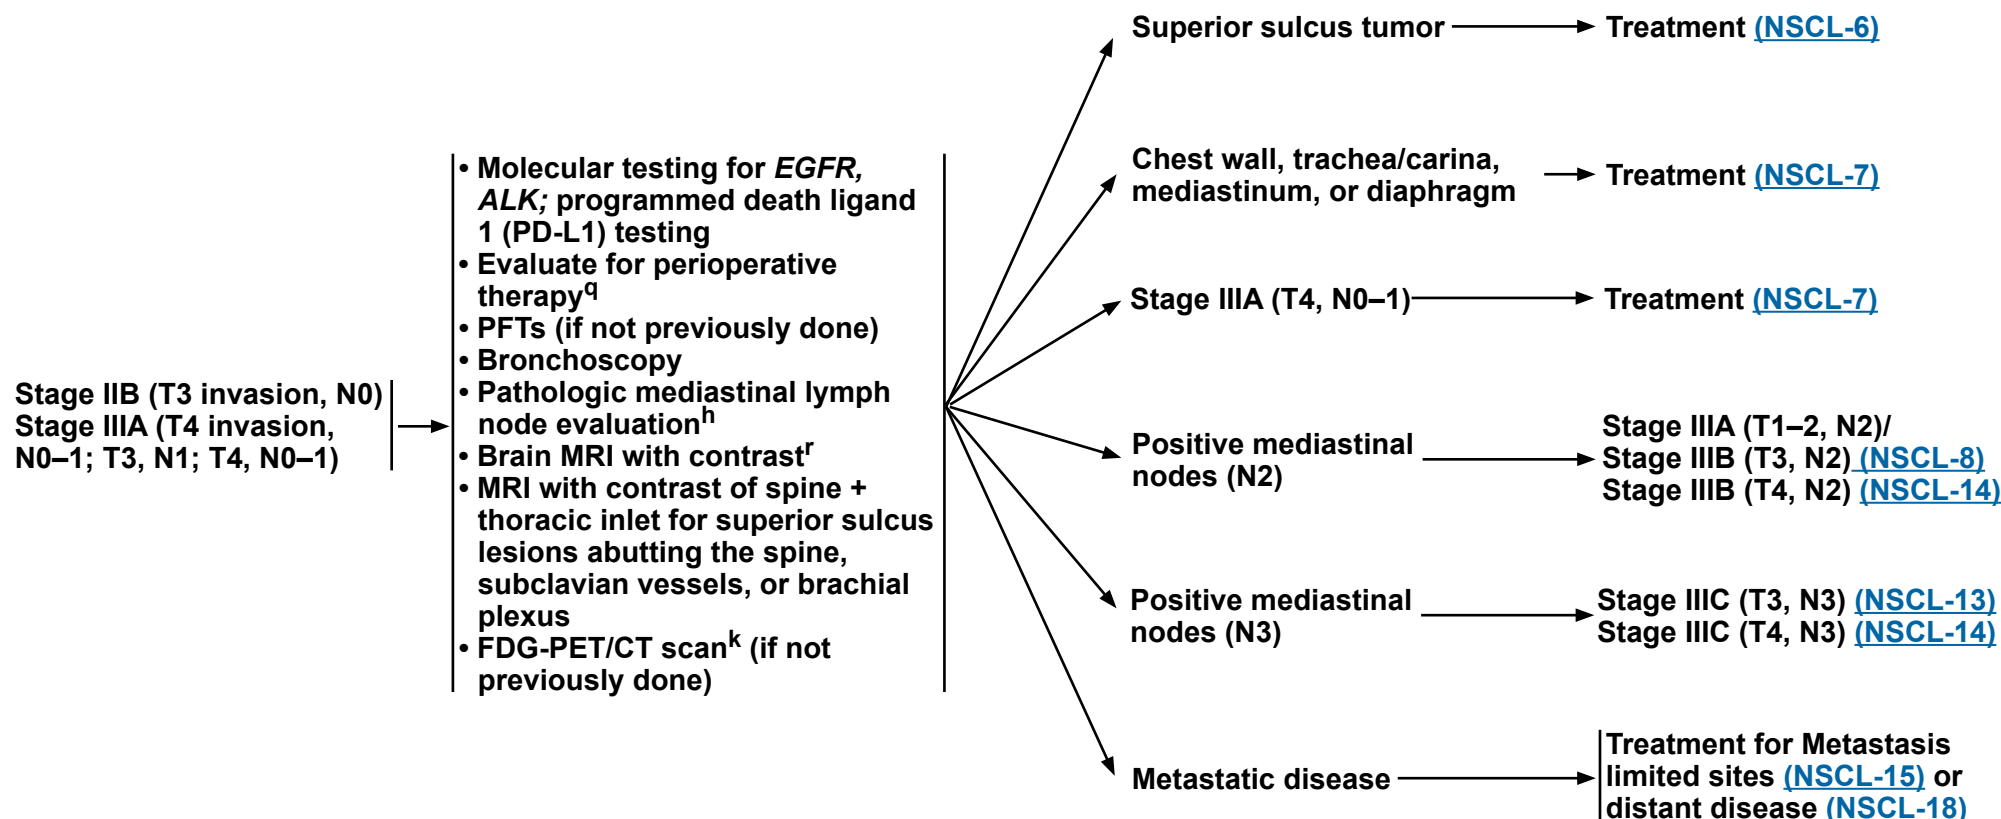 Stage IIB (T3 invasion, N0)
Stage IIIA (T4 invasion,
N0–1; T3, N1; T4, N0–1)
• Molecular testing for EGFR,
ALK; programmed death ligand
1 (PD-L1) testing
• Evaluate for perioperative
therapyq
• PFTs (if not previously done)
• Bronchoscopy
• Pathologic mediastinal lymph
node evaluationh
• Brain MRI with contrastr
• MRI with contrast of spine +
thoracic inlet for superior sulcus
lesions abutting the spine,
subclavian vessels, or brachial
plexus
• FDG-PET/CT scank (if not
previously done)
Superior sulcus tumor
Treatment (NSCL-6)
Chest wall, trachea/carina,
mediastinum, or diaphragm
Treatment (NSCL-7)
Stage IIIA (T4, N0–1)
Treatment (NSCL-7)
Positive mediastinal
nodes (N2)
Stage IIIA (T1–2, N2)/
Stage IIIB (T3, N2) (NSCL-8)
Stage IIIB (T4, N2) (NSCL-14)
Positive mediastinal
nodes (N3)
Stage IIIC (T3, N3) (NSCL-13)
Stage IIIC (T4, N3) (NSCL-14)
Metastatic disease
Treatment for Metastasis
limited sites (NSCL-15) or
distant disease (NSCL-18)